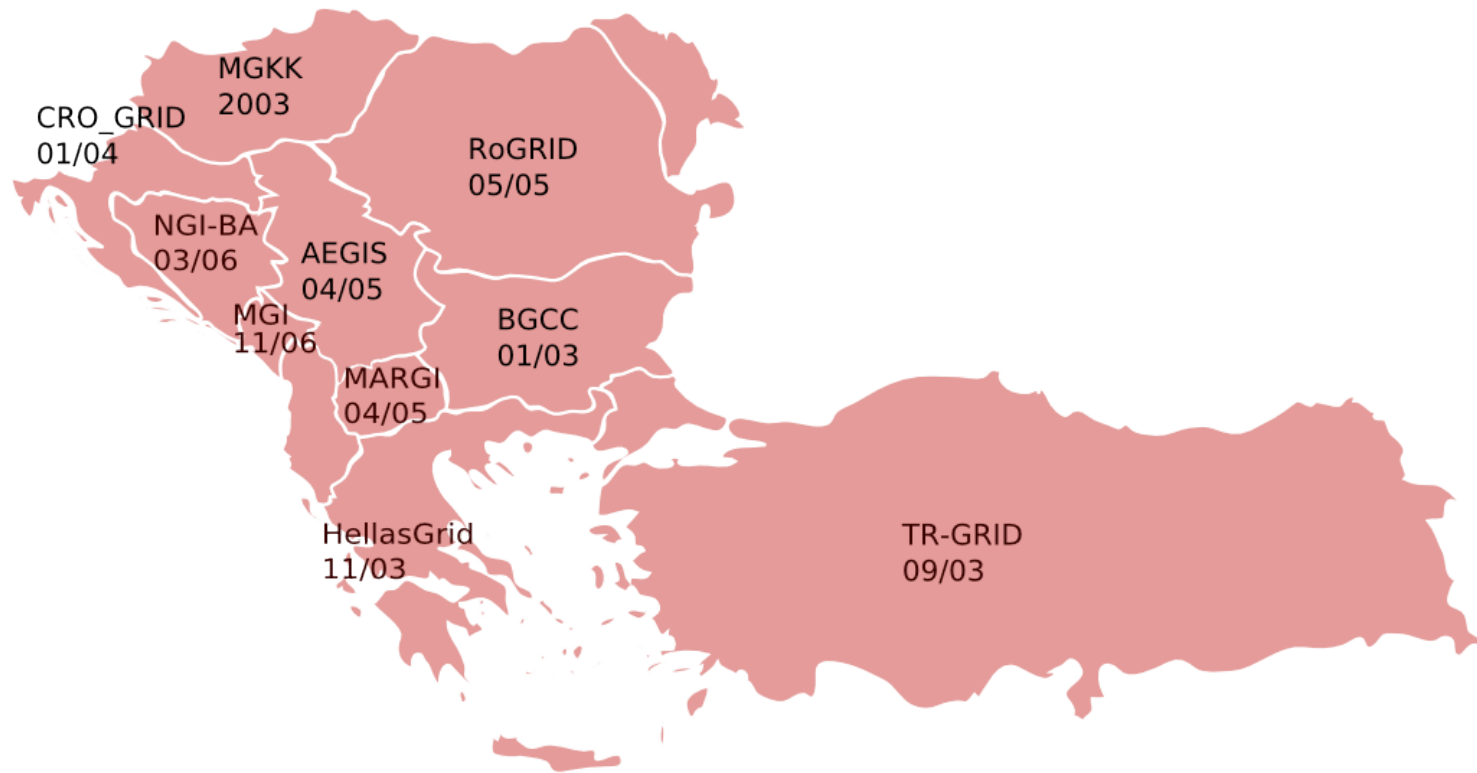 MGKK
2003
CRO_GRID
01/04
RoGRID
05/05
NGI-BA
03/06
AEGIS
04/05
MGI
11/06
BGCC
01/03
MARGI
04/05
HellasGrid
11/03
TR-GRID
09/03